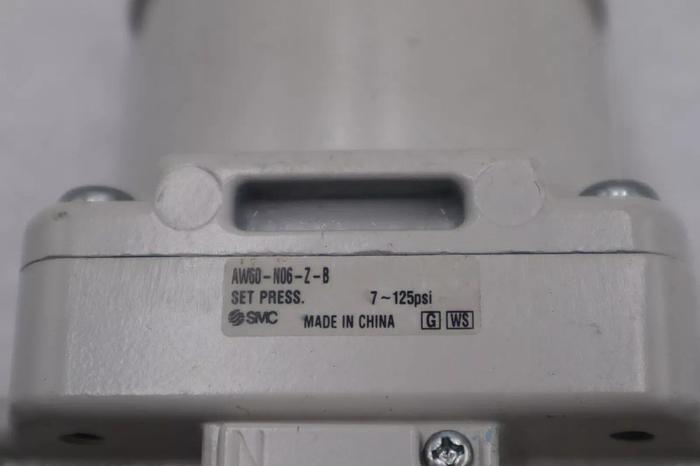 AW60-N06-Z-B
SET PRESS. 7~125psi
SMC MADE IN CHINA G WS